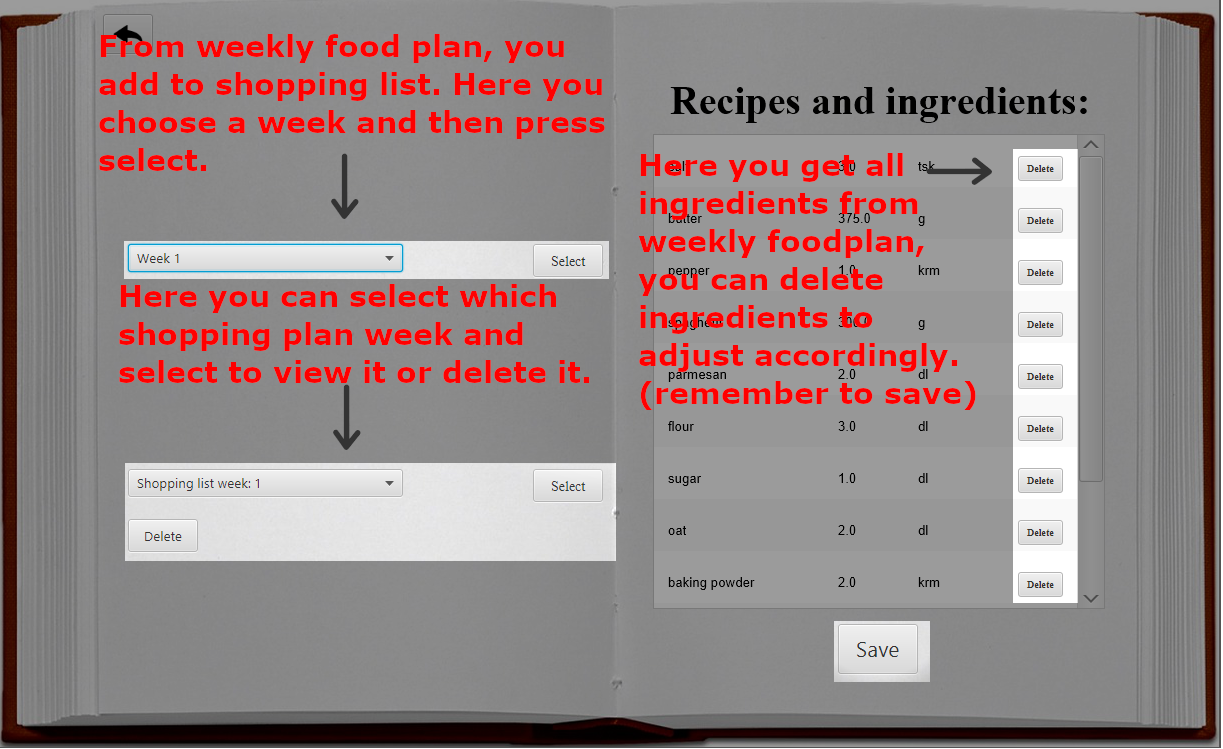 From weekly food plan, you
add to shopping list. Here you
choose a week and then press
select.
Week 1 Select
Here you can select which
shopping plan week and
select to view it or delete it.
Shopping list week: 1 Select
Delete
Recipes and ingredients:
Here you get all
ingredients from
weekly foodplan,
you can delete
ingredients to
adjust accordingly.
(remember to save)
3.0 tsk Delete
butter 375.0 g Delete
pepper 1.0 krm Delete
spaghetti g Delete
parmesan 2.0 dl Delete
flour 3.0 dl Delete
sugar 1.0 dl Delete
oat 2.0 dl Delete
baking powder 2.0 krm Delete
Save